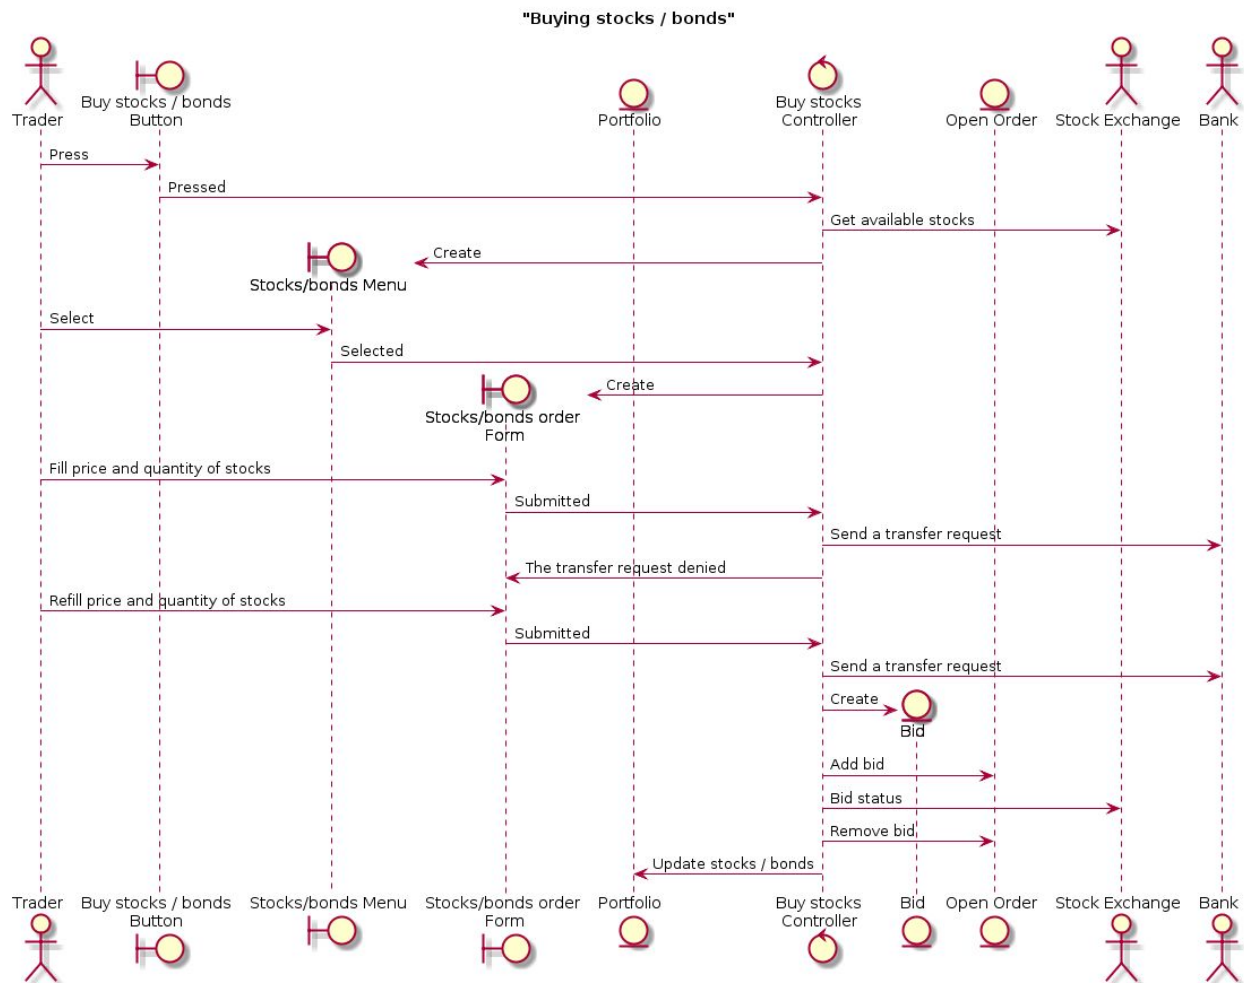 "Buying stocks / bonds"
Trader
Buy stocks / bonds
Button
Portfolio
Buy stocks
Controller
Open Order
Stock Exchange
Bank
Press
Pressed
Get available stocks
Create
Stocks/bonds Menu
Select
Selected
Create
Stocks/bonds order
Form
Fill price and quantity of stocks
Submitted
Send a transfer request
The transfer request denied
Refill price and quantity of stocks
Submitted
Send a transfer request
Create
Bid
Add bid
Bid status
Remove bid
Update stocks / bonds
Trader
Buy stocks / bonds
Button
Stocks/bonds Menu
Stocks/bonds order
Form
Portfolio
Buy stocks
Controller
Bid
Open Order
Stock Exchange
Bank